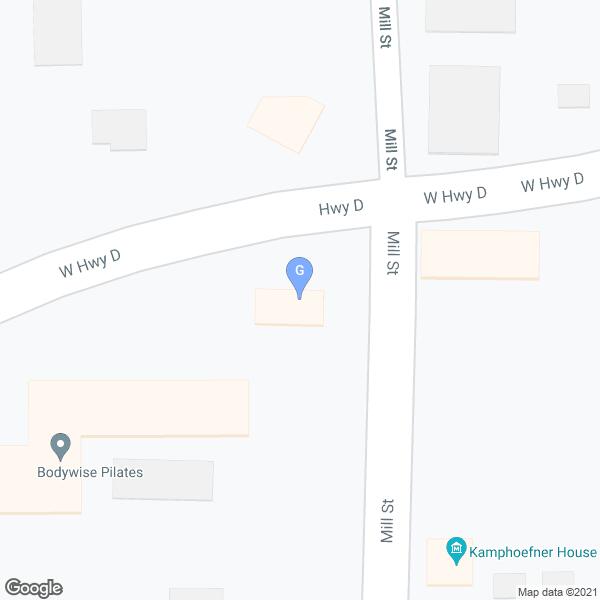 Mill St
Mill St
W Hwy D
W Hwy D
Hwy D
Mill St
W Hwy D
G
Bodywise Pilates
Mill St
Kamphoefner House
Google
Map data ©2021